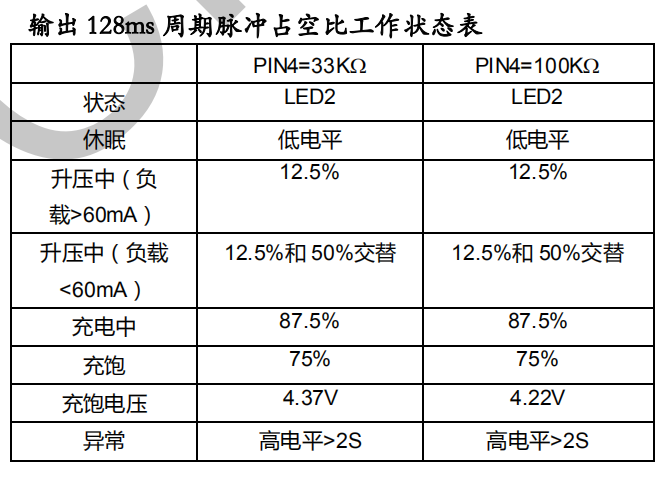 输出 128ms 周期脉冲占空比工作状态表
PIN4=33KΩ PIN4=100KΩ
状态 LED2 LED2
休眠 低电平 低电平
升压中（负 12.5% 12.5%
载>60mA）
升压中（负载 12.5%和 50%交替 12.5%和 50%交替
<60mA）
充电中 87.5% 87.5%
充饱 75% 75%
充饱电压 4.37V 4.22V
异常 高电平>2S 高电平>2S